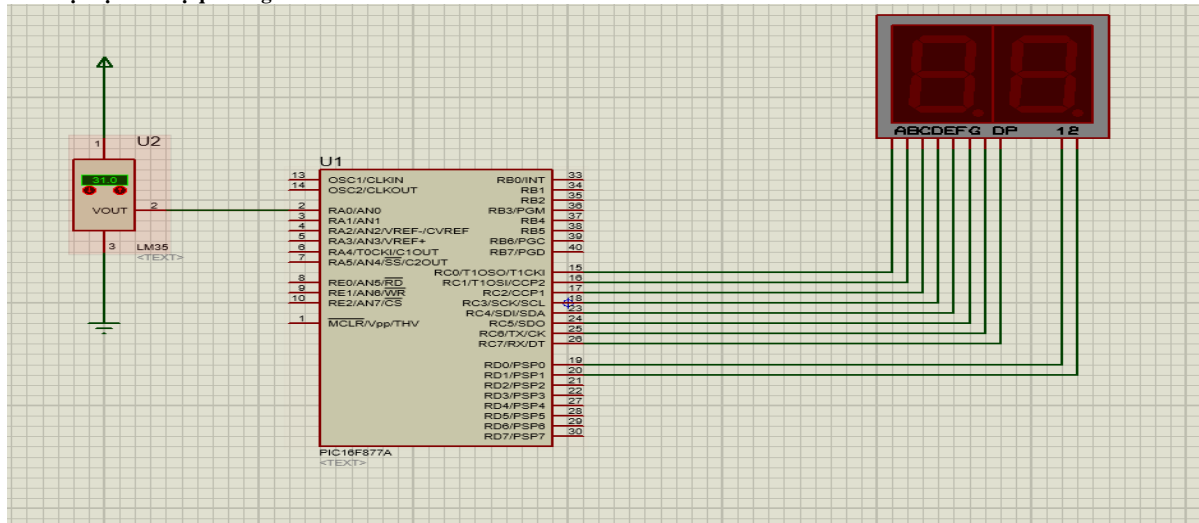 U2
1
31.0
VOUT
2
3
LM35
<TEXT>
U1
13 OSC1/CLKIN
14 OSC2/CLKOUT
2 RA0/AN0
3 RA1/AN1
4 RA2/AN2/VREF-/CVREF
5 RA3/AN3/VREF+
6 RA4/T0CKI/C1OUT
7 RA5/AN4/SS/C2OUT
8 RE0/AN5/RD
9 RE1/AN6/WR
10 RE2/AN7/CS
1 MCLR/Vpp/THV
RB0/INT 33
RB1 34
RB2 35
RB3/PGM 36
RB4 37
RB5 38
RB6/PGC 39
RB7/PGD 40
RC0/T1OSO/T1CKI 15
RC1/T1OSI/CCP2 16
RC2/CCP1 17
RC3/SCK/SCL 18
RC4/SDI/SDA 23
RC5/SDO 24
RC6/TX/CK 25
RC7/RX/DT 26
RD0/PSP0 19
RD1/PSP1 20
RD2/PSP2 21
RD3/PSP3 22
RD4/PSP4 27
RD5/PSP5 28
RD6/PSP6 29
RD7/PSP7 30
PIC16F877A
<TEXT>
ABCDEFG DP 12